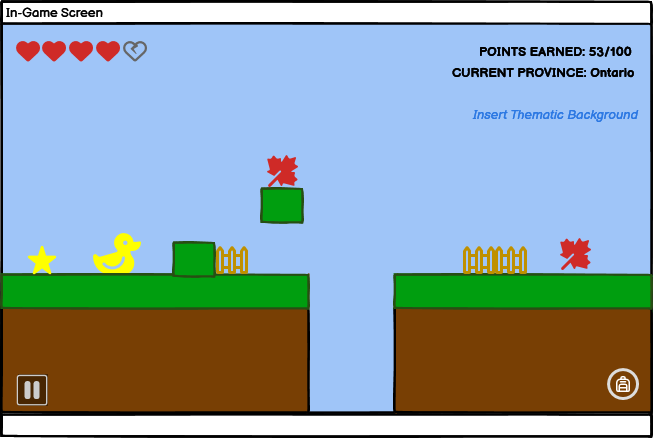 In-Game Screen
POINTS EARNED: 53/100
CURRENT PROVINCE: Ontario
Insert Thematic Background